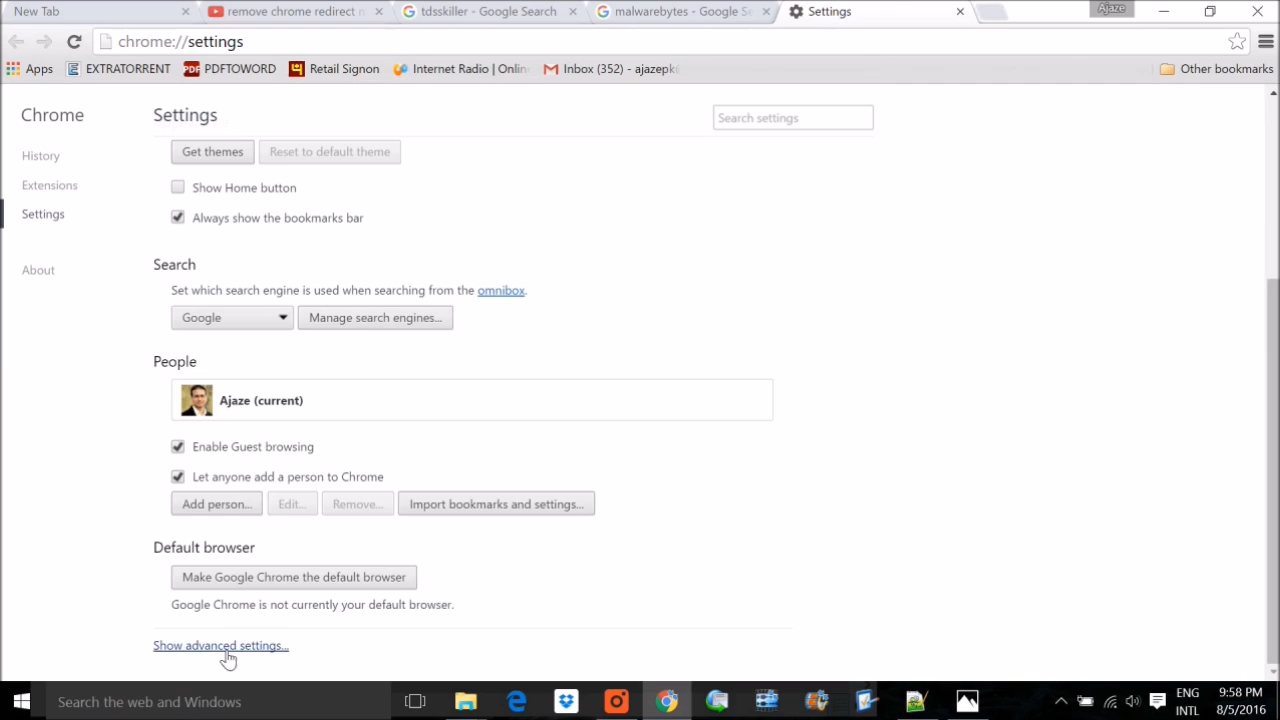 New Tab
remove chrome redirect
tdsskiller - Google Search
malwarebytes - Google Se
Settings
Ajaze
chrome://settings
Apps
EXTRATORRENT
PDFTOWORD
Retail Signon
Internet Radio | Onlin
Inbox (352) - ajazepk
Other bookmarks
Chrome
Settings
Search settings
History
Extensions
Settings
About
Get themes
Reset to default theme
Show Home button
Always show the bookmarks bar
Search
Set which search engine is used when searching from the omnibox.
Google
Manage search engines...
People
Ajaze (current)
Enable Guest browsing
Let anyone add a person to Chrome
Add person...
Edit...
Remove...
Import bookmarks and settings...
Default browser
Make Google Chrome the default browser
Google Chrome is not currently your default browser.
Show advanced settings...
Search the web and Windows
ENG
INTL
9:58 PM
8/5/2016